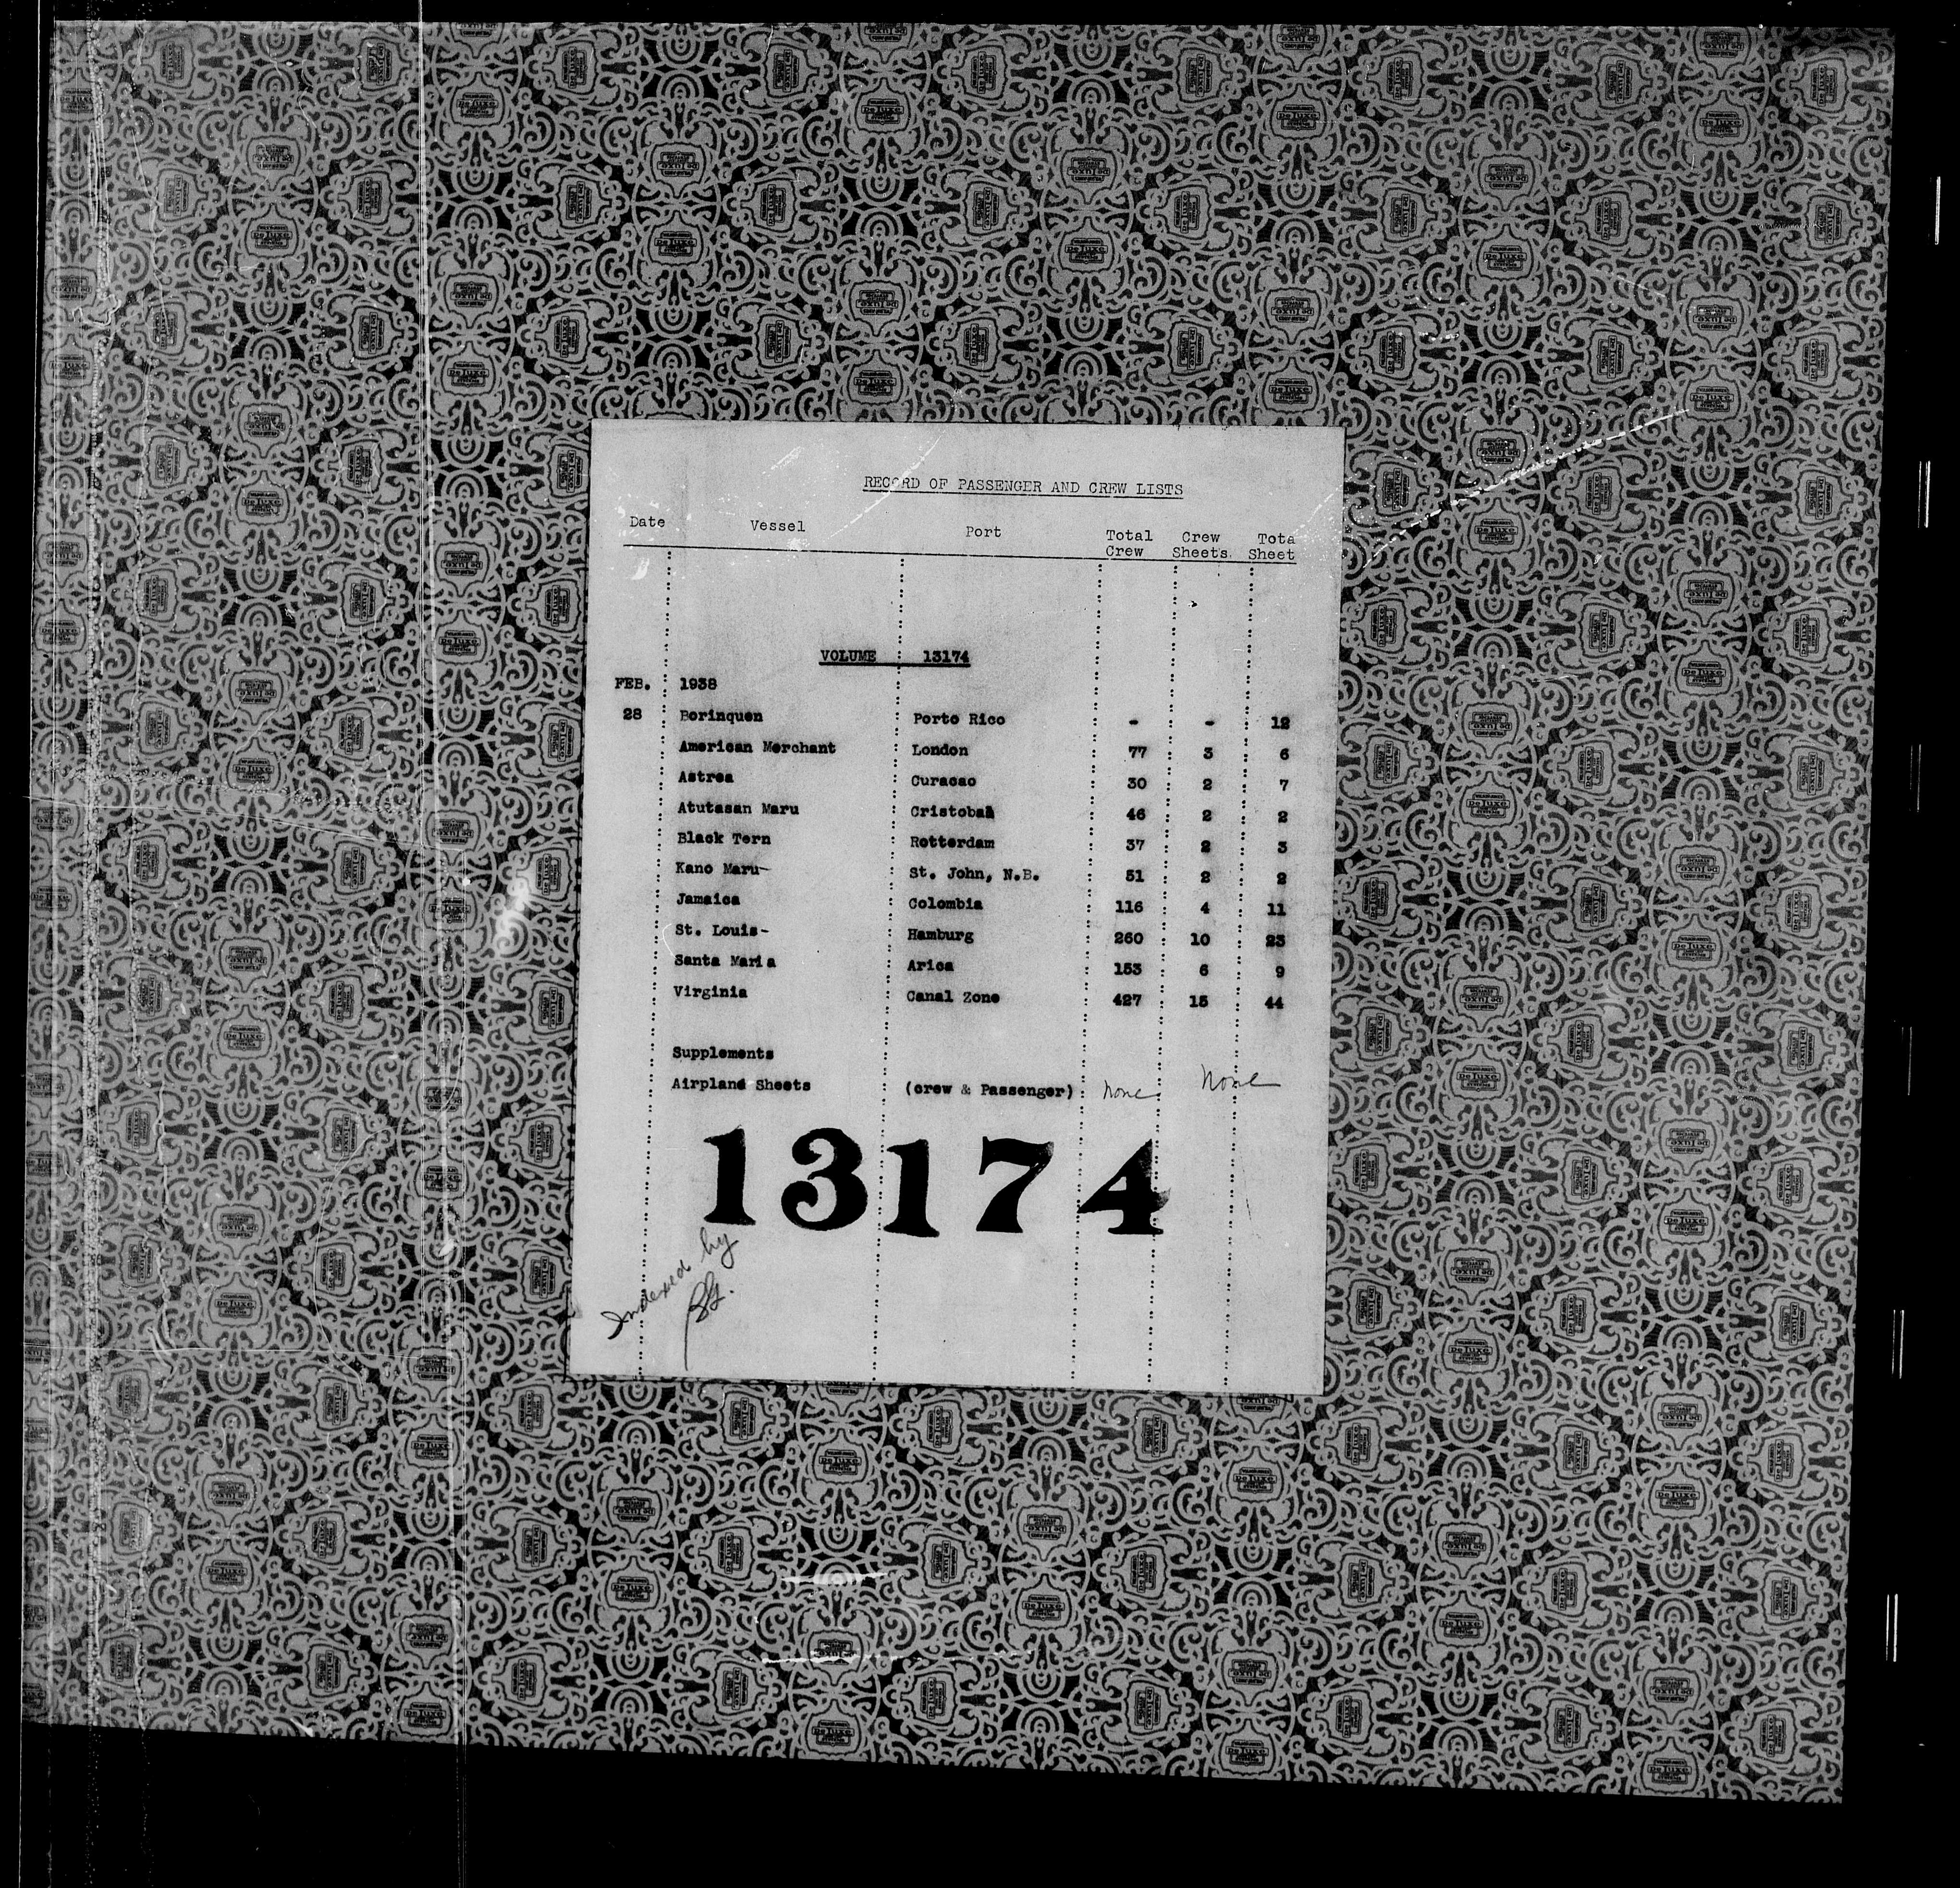 RECORD OF PASSENGER AND CREW LISTS
Date Vessel Port Total Crew Crew Sheets Tota Sheet
VOLUME 13174
FEB. 1938
28 Borinquen Porto Rico - - 12
American Merchant London 77 3 6
Astrea Curacao 30 2 7
Atutasan Maru Cristobal 46 2 2
Black Tern Rotterdam 37 2 3
Kano Maru- St. John, N.B. 51 2 2
Jamaica Colombia 116 4 11
St. Louis- Hamburg 260 10 23
Santa Maria Arica 153 6 9
Virginia Canal Zone 427 15 44
Supplements
Airplane Sheets (crew & Passenger) None None
13174
Indexed by
BG.
De Luxe